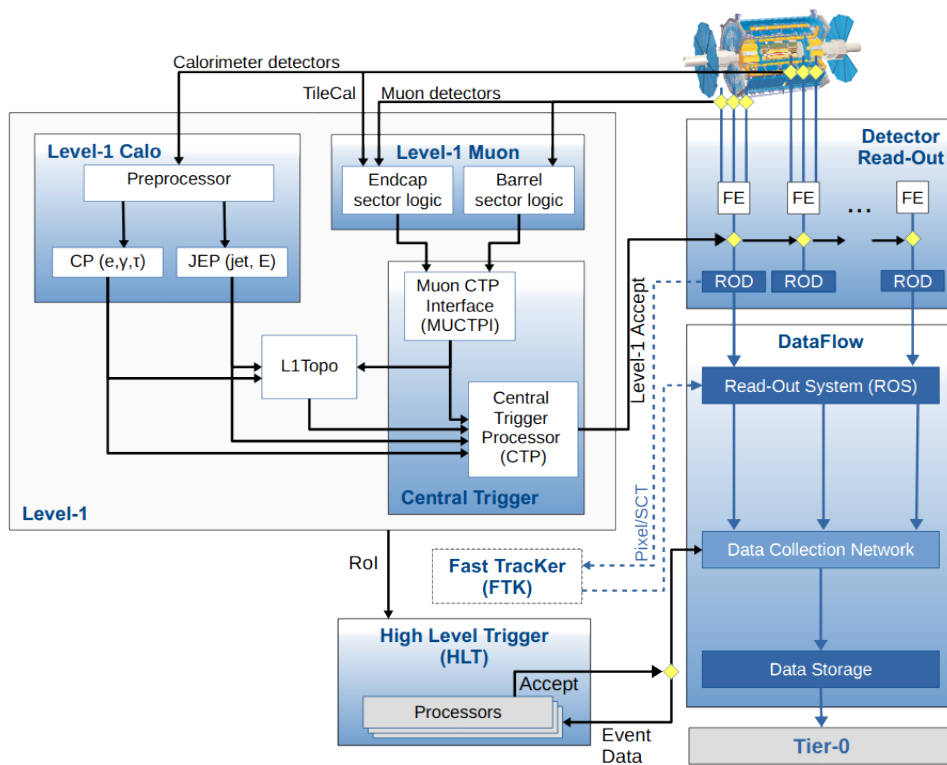 Calorimeter detectors
TileCal
Muon detectors
Level-1 Calo
Preprocessor
CP (e,γ,τ)
JEP (jet, E)
Level-1 Muon
Endcap
sector logic
Barrel
sector logic
Muon CTP
Interface
(MUCTPI)
L1Topo
Central
Trigger
Processor
(CTP)
Central Trigger
Level-1
Level-1 Accept
Detector
Read-Out
FE
FE
FE
...
ROD
ROD
ROD
DataFlow
Read-Out System (ROS)
Data Collection Network
Data Storage
Tier-0
Pixel/SCT
RoI
Fast TracKer
(FTK)
High Level Trigger
(HLT)
Accept
Processors
Event
Data